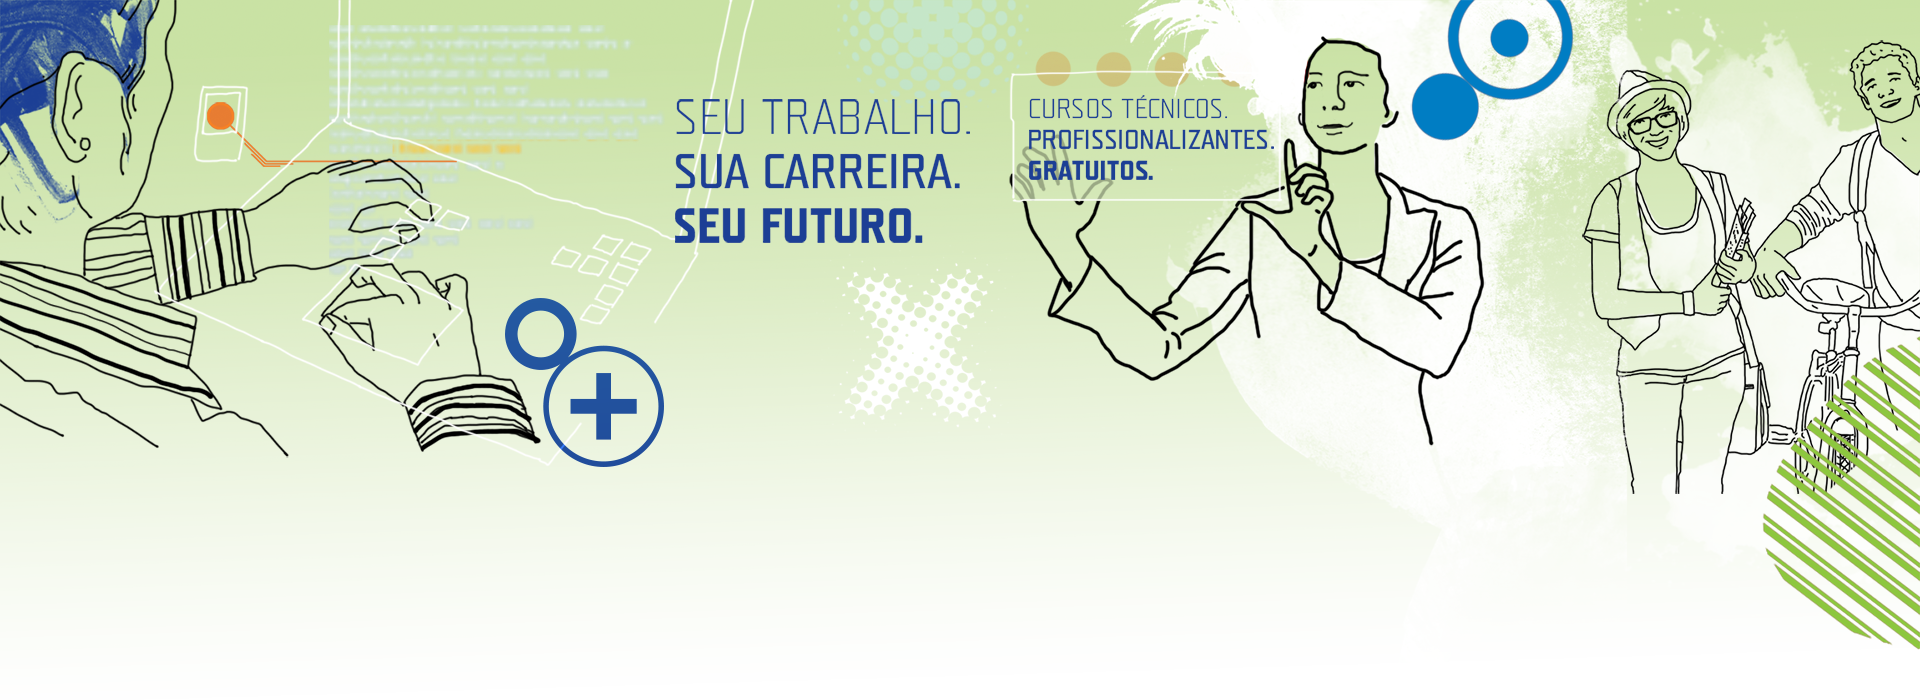 SEU TRABALHO.
SUA CARREIRA.
SEU FUTURO.
CURSOS TÉCNICOS.
PROFISSIONALIZANTES.
GRATUITOS.